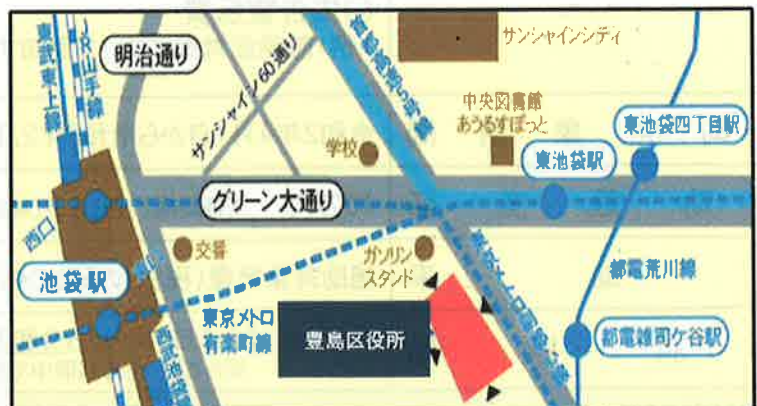 東武東上線
JR山手線
明治通り
サンシャイン60通り
首都高速5号線
サンシャインシティ
中央図書館
あうるすぽっと
東池袋四丁目駅
学校
東池袋駅
グリーン大通り
西口
交番
ガソリン
スタンド
都電荒川線
池袋駅
東京メトロ
有楽町線
豊島区役所
都電雑司ケ谷駅
西武池袋線